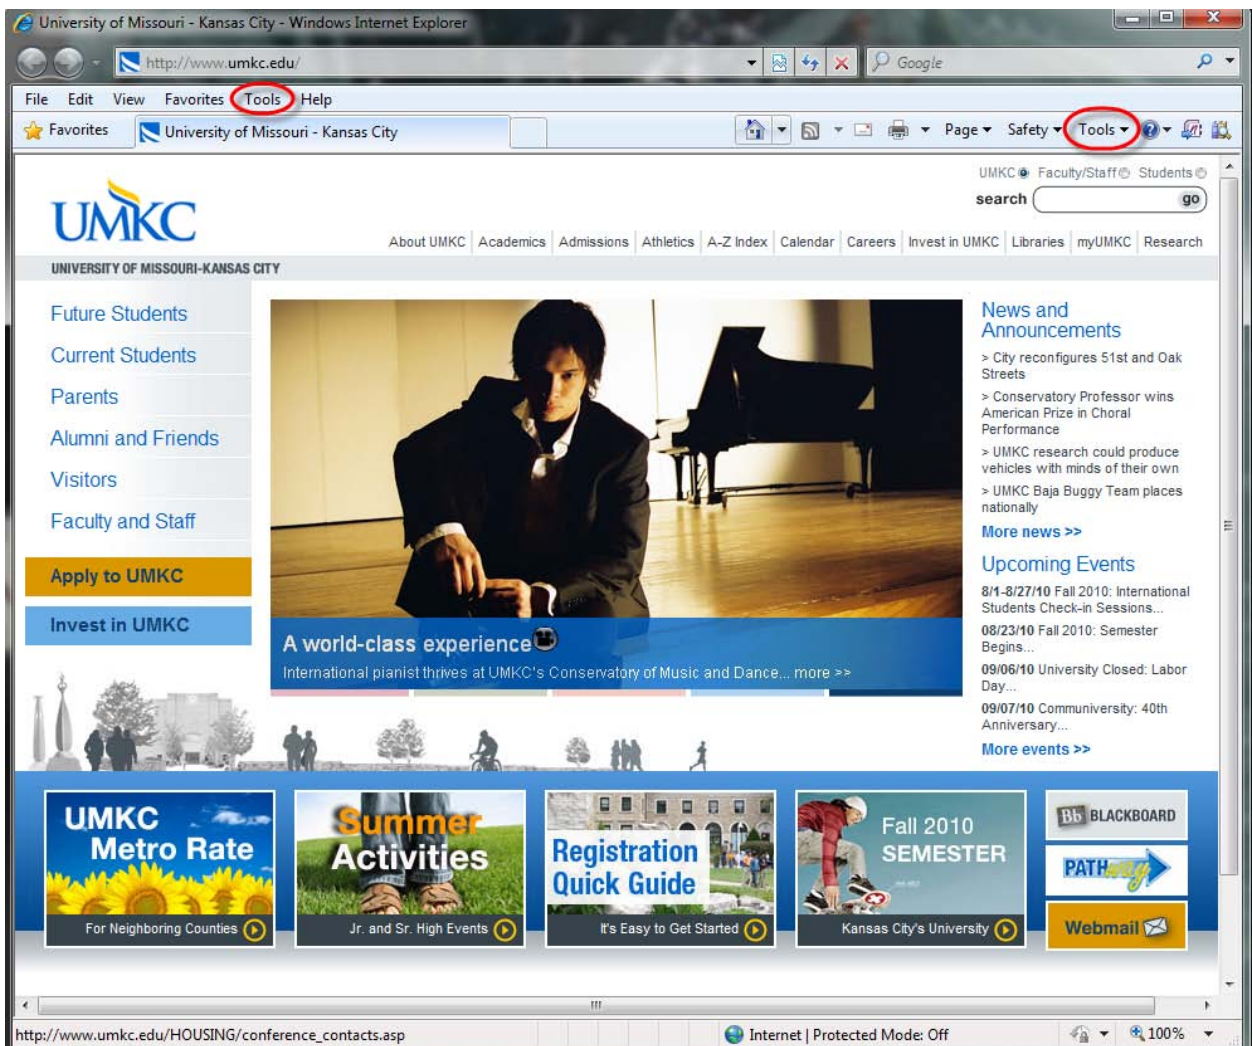 University of Missouri - Kansas City - Windows Internet Explorer
http://www.umkc.edu/
Google
File Edit View Favorites Tools Help
Favorites University of Missouri - Kansas City
Page Safety Tools
UMKC Faculty/Staff Students
search go
UMKC
About UMKC Academics Admissions Athletics A-Z Index Calendar Careers Invest in UMKC Libraries myUMKC Research
UNIVERSITY OF MISSOURI-KANSAS CITY
Future Students
Current Students
Parents
Alumni and Friends
Visitors
Faculty and Staff
Apply to UMKC
Invest in UMKC
A world-class experience
International pianist thrives at UMKC's Conservatory of Music and Dance... more >>
News and
Announcements
> City reconfigures 51st and Oak
Streets
> Conservatory Professor wins
American Prize in Choral
Performance
> UMKC research could produce
vehicles with minds of their own
> UMKC Baja Buggy Team places
nationally
More news >>
Upcoming Events
8/1-8/27/10 Fall 2010: International
Students Check-in Sessions...
08/23/10 Fall 2010: Semester
Begins...
09/06/10 University Closed: Labor
Day...
09/07/10 Communiversity: 40th
Anniversary...
More events >>
UMKC
Metro Rate
For Neighboring Counties
Summer
Activities
Jr. and Sr. High Events
Registration
Quick Guide
It's Easy to Get Started
Fall 2010
SEMESTER
Kansas City's University
Bb BLACKBOARD
PATHway
Webmail
http://www.umkc.edu/HOUSING/conference_contacts.asp
Internet | Protected Mode: Off
100%